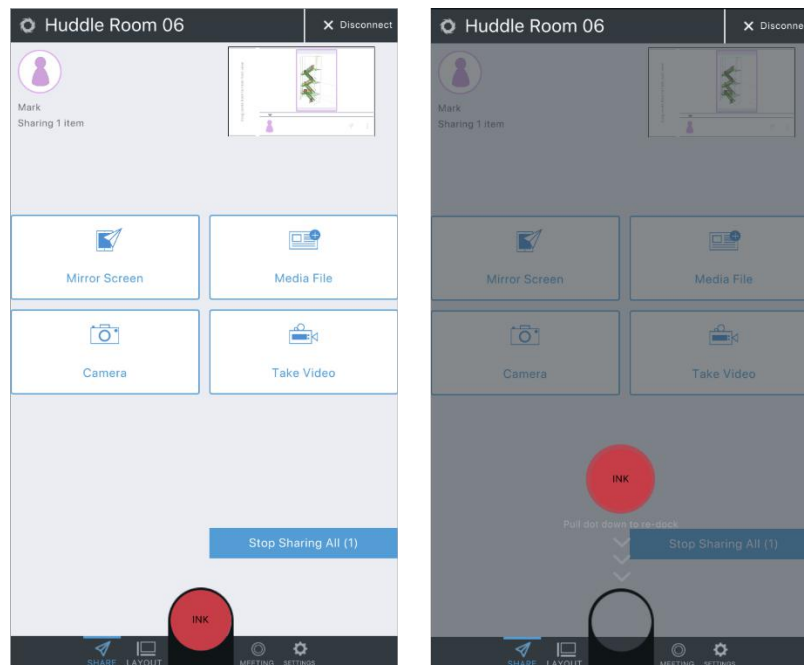 Huddle Room 06
Disconnect
Mark
Sharing 1 item
Mirror Screen
Media File
Camera
Take Video
Stop Sharing All (1)
INK
SHARE
LAYOUT
MEETING
SETTINGS
Huddle Room 06
Disconne
Mark
Sharing 1 item
Mirror Screen
Media File
Camera
Take Video
INK
Pull dot down to re-dock
Stop Sharing All (1)
SHARE
LAYOUT
MEETING
SETTINGS